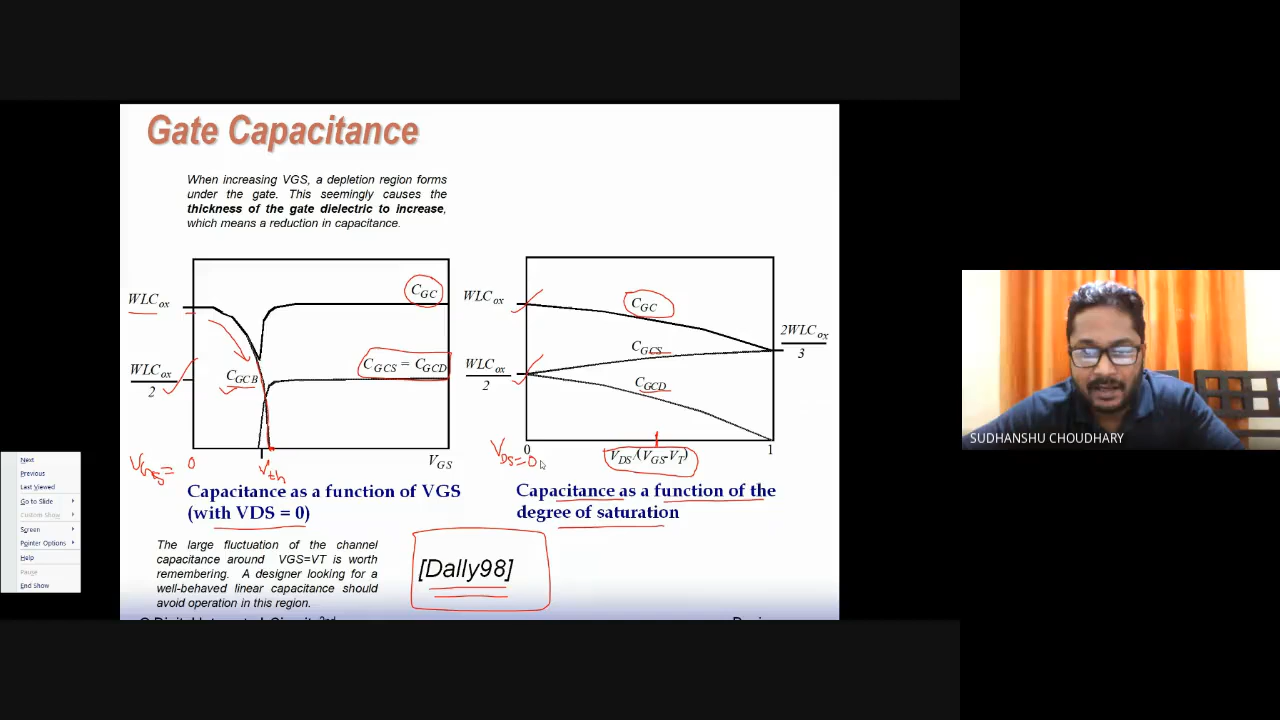 Gate Capacitance
When increasing VGS, a depletion region forms
under the gate. This seemingly causes the
thickness of the gate dielectric to increase,
which means a reduction in capacitance.
WLCox
WLCox
2
CGC
CGCS = CGCD
CGCB
VGS
VGS =
0
Vth
Capacitance as a function of VGS
(with VDS = 0)
WLCox
WLCox
2
CGC
CGCS
CGCD
2WLCox
3
VDS=0
0
VDS /(VGS-VT)
1
Capacitance as a function of the
degree of saturation
The large fluctuation of the channel
capacitance around VGS=VT is worth
remembering. A designer looking for a
well-behaved linear capacitance should
avoid operation in this region.
[Dally98]
Next
Previous
Last Viewed
Go to Slide
Custom Show
Screen
Pointer Options
Help
Pause
End Show
SUDHANSHU CHOUDHARY